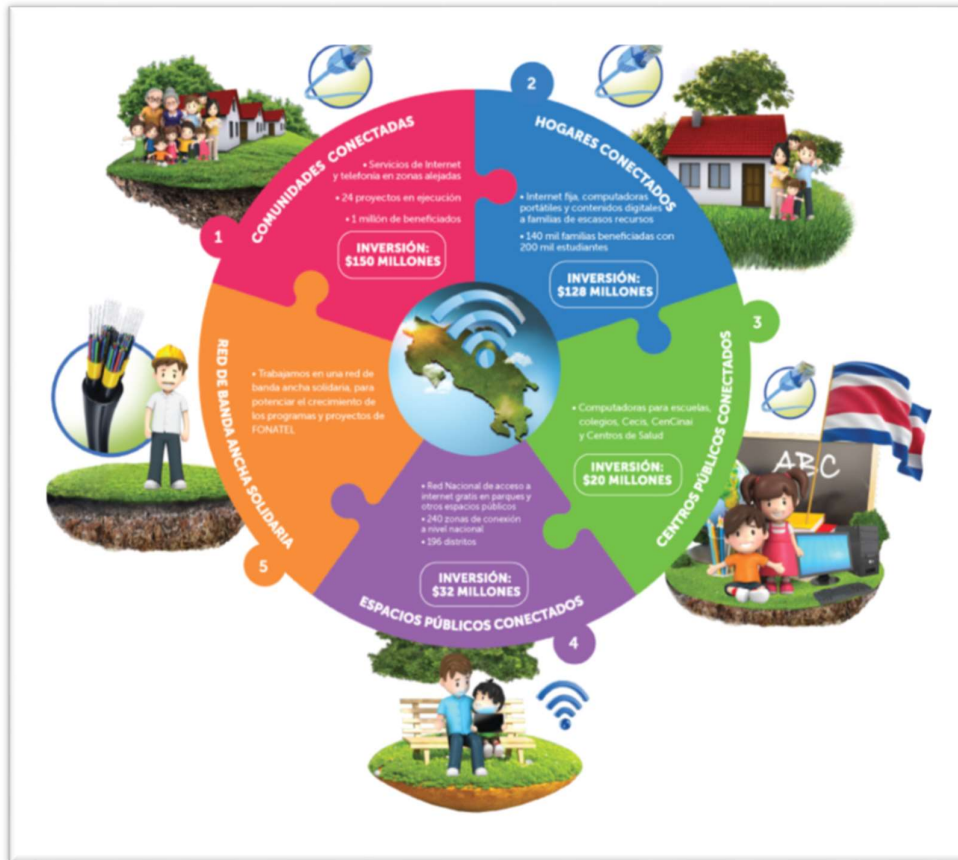 1
COMUNIDADES CONECTADAS
• Servicios de Internet
y telefonía en zonas alejadas
• 24 proyectos en ejecución
• 1 millón de beneficiados
INVERSIÓN:
$150 MILLONES
2
HOGARES CONECTADOS
• Internet fija, computadoras
portátiles y contenidos digitales
a familias de escasos recursos
• 140 mil familias beneficiadas con
200 mil estudiantes
INVERSIÓN:
$128 MILLONES
3
CENTROS PÚBLICOS CONECTADOS
• Computadoras para escuelas,
colegios, Cecis, CenCinai
y Centros de Salud
INVERSIÓN:
$20 MILLONES
ABC
4
ESPACIOS PÚBLICOS CONECTADOS
• Red Nacional de acceso a
internet gratis en parques y
otros espacios públicos
• 240 zonas de conexión
a nivel nacional
• 196 distritos
INVERSIÓN:
$32 MILLONES
5
RED DE BANDA ANCHA SOLIDARIA
• Trabajamos en una red de
banda ancha solidaria, para
potenciar el crecimiento de
los programas y proyectos de
FONATEL